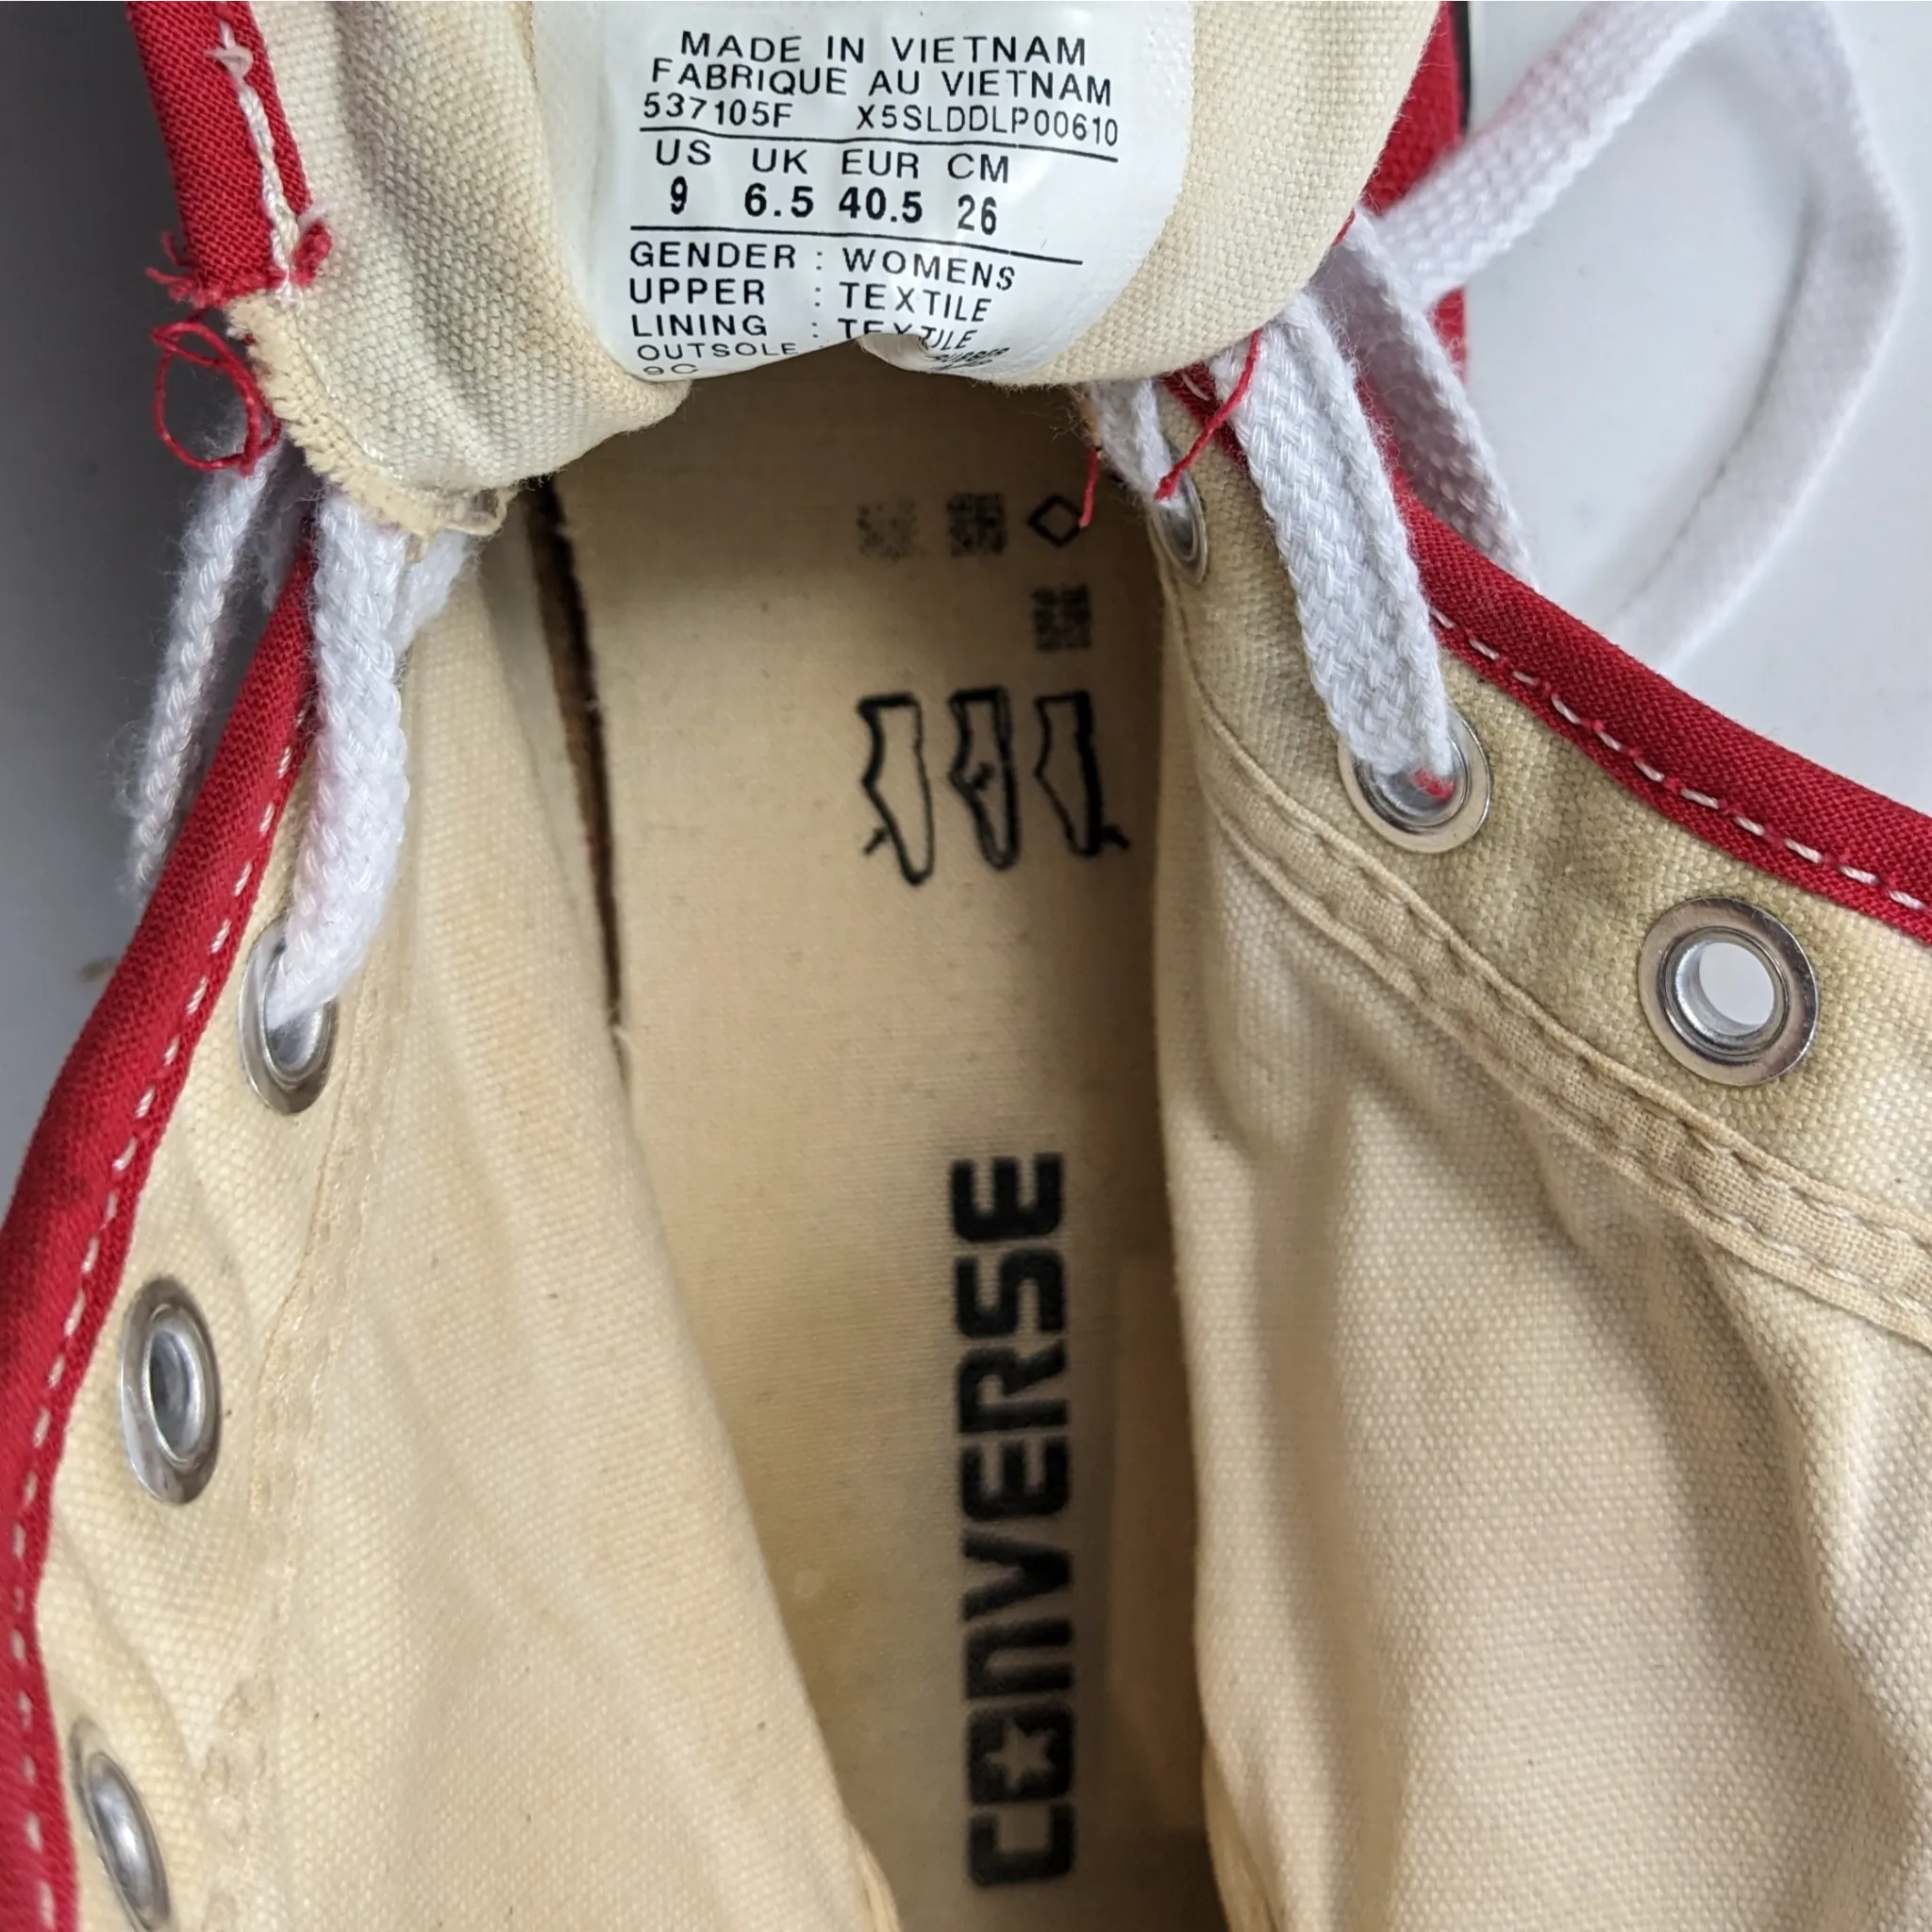 MADE IN VIETNAM
FABRIQUE AU VIETNAM
537105F X5SLDDLP00610
US UK EUR CM
9 6.5 40.5 26
GENDER : WOMENS
UPPER : TEXTILE
LINING : TEXTILE
OUTSOLE
9C
CONVERSE